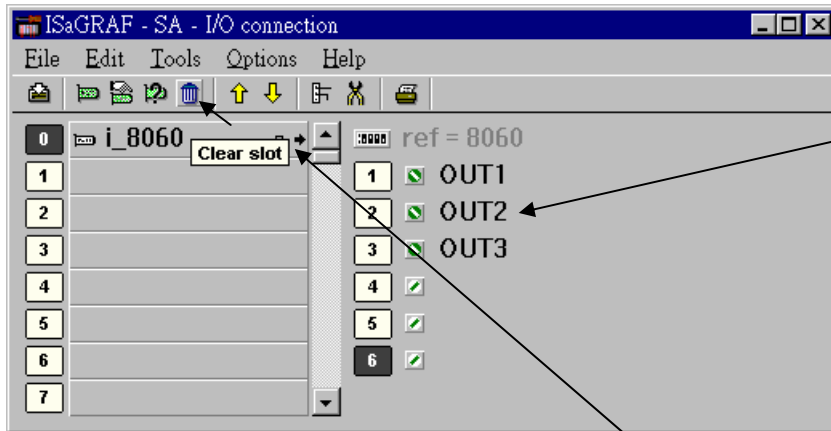 ISaGRAF - SA - I/O connection
File Edit Tools Options Help
0 i_8060 ref = 8060
Clear slot
1 1 OUT1
2 2 OUT2
3 3 OUT3
4 4
5 5
6 6
7